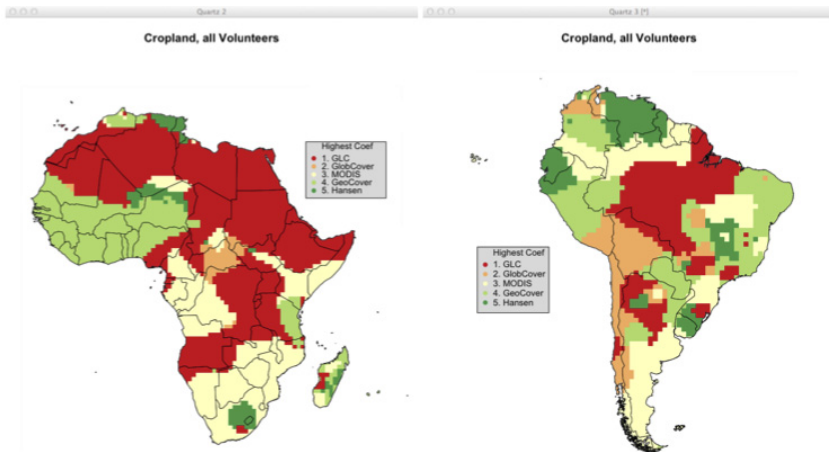 Quartz 2
Cropland, all Volunteers
Highest Coef
1. GLC
2. GlobCover
3. MODIS
4. GeoCover
5. Hansen
Quartz 3 [*]
Cropland, all Volunteers
Highest Coef
1. GLC
2. GlobCover
3. MODIS
4. GeoCover
5. Hansen